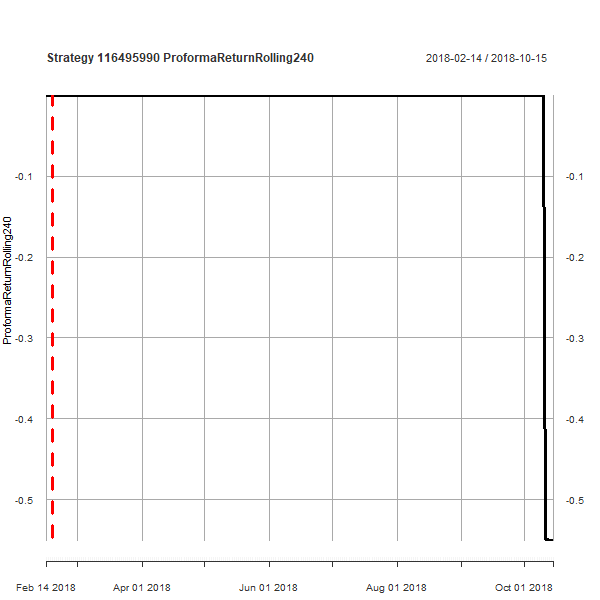 Strategy 116495990 ProformaReturnRolling240
2018-02-14 / 2018-10-15
ProformaReturnRolling240
-0.1 -0.1
-0.2 -0.2
-0.3 -0.3
-0.4 -0.4
-0.5 -0.5
Feb 14 2018 Apr 01 2018 Jun 01 2018 Aug 01 2018 Oct 01 2018